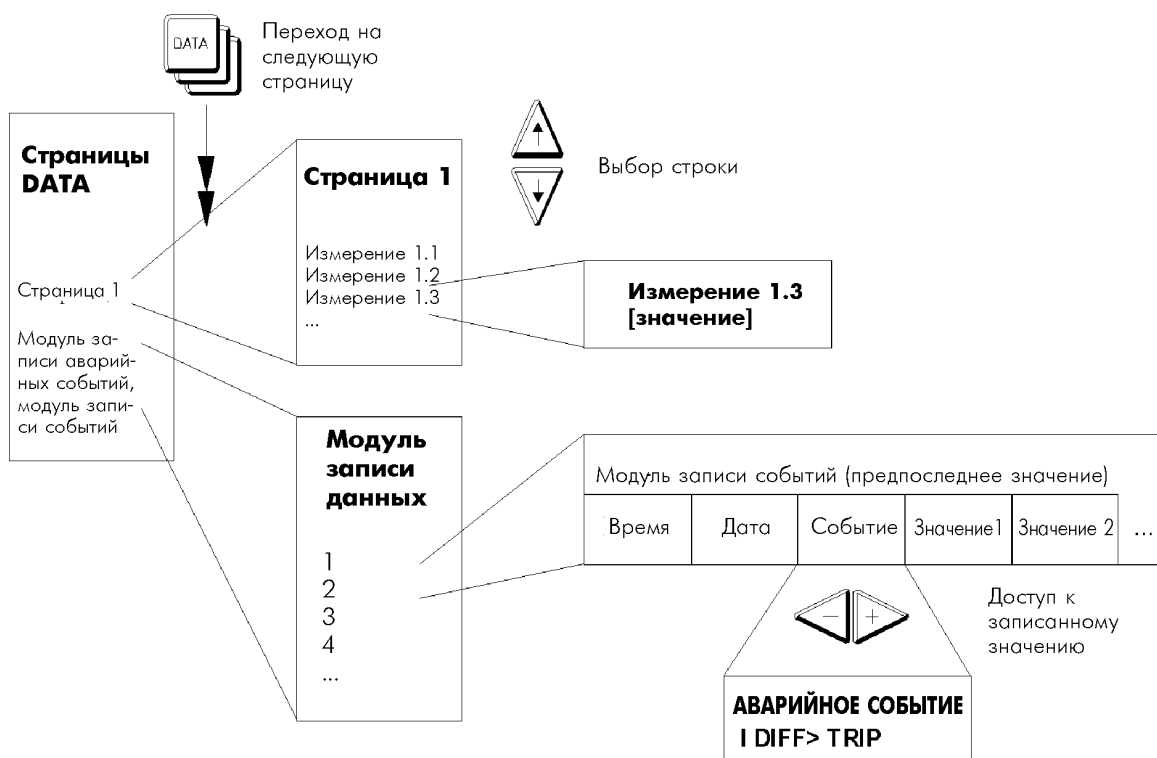 DATA
Переход на
следующую
страницу
Страницы
DATA
Страница 1
Модуль за-
писи аварий-
ных событий,
модуль запи-
си событий
Страница 1
Измерение 1.1
Измерение 1.2
Измерение 1.3
...
Выбор строки
Измерение 1.3
[значение]
Модуль
записи
данных
1
2
3
4
...
Модуль записи событий (предпоследнее значение)
Время Дата Событие Значение1 Значение 2 ...
− +
Доступ к
записанному
значению
АВАРИЙНОЕ СОБЫТИЕ
I DIFF> TRIP